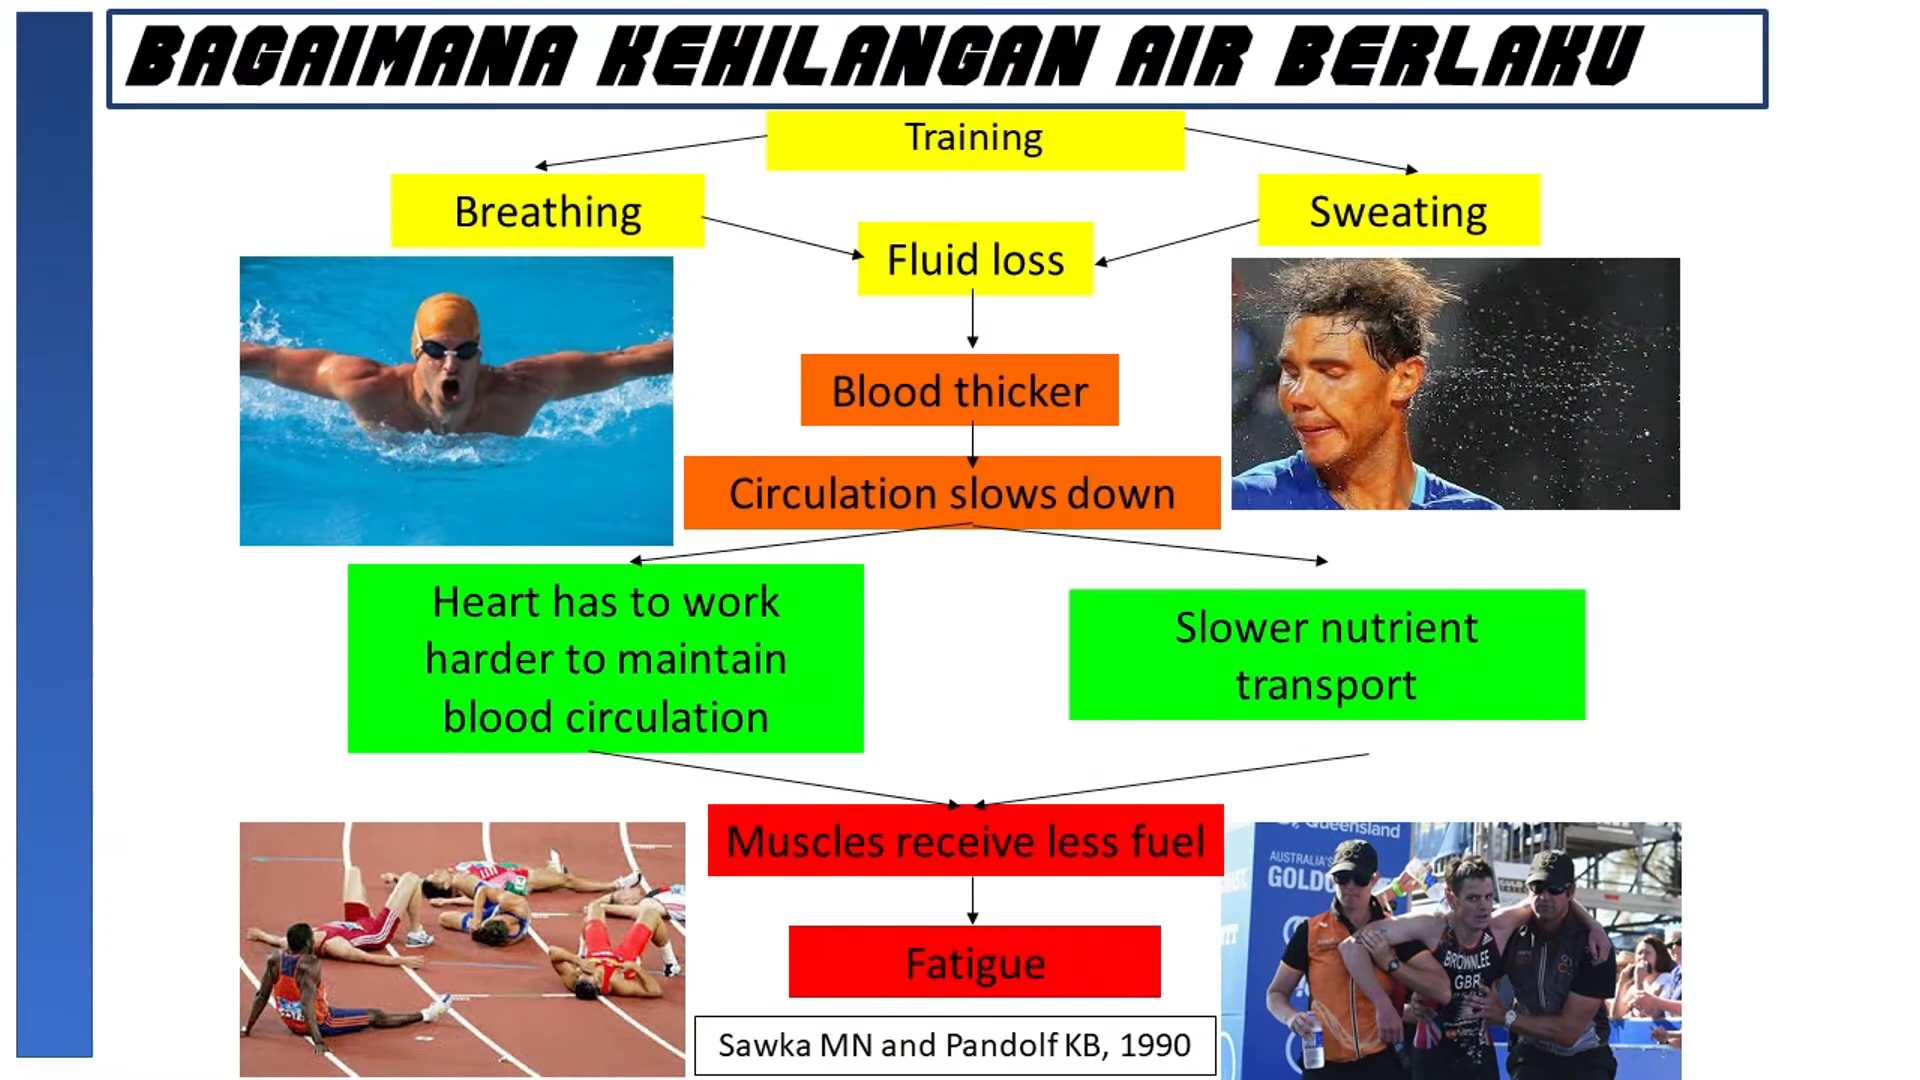 BAGAIMANA KEHILANGAN AIR BERLAKU
Training
Breathing
Sweating
Fluid loss
Blood thicker
Circulation slows down
Heart has to work
harder to maintain
blood circulation
Slower nutrient
transport
Muscles receive less fuel
Fatigue
Sawka MN and Pandolf KB, 1990
Queensland
AUSTRALIA'S
GOLD
BROWNLEE
GBR